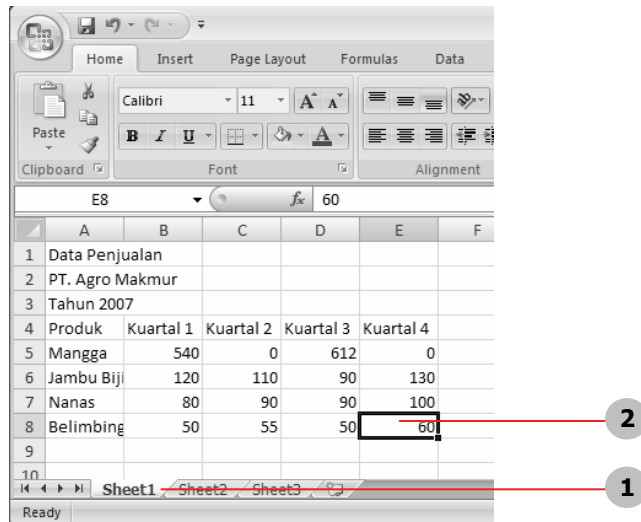 Home Insert Page Layout Formulas Data
Calibri 11 A A
Paste B I U A
Clipboard Font Alignment
E8 fx 60
A B C D E F
1 Data Penjualan
2 PT. Agro Makmur
3 Tahun 2007
4 Produk Kuartal 1 Kuartal 2 Kuartal 3 Kuartal 4
5 Mangga 540 0 612 0
6 Jambu Biji 120 110 90 130
7 Nanas 80 90 90 100
8 Belimbing 50 55 50 60
2
9
10
Sheet1 Sheet2 Sheet3
1
Ready